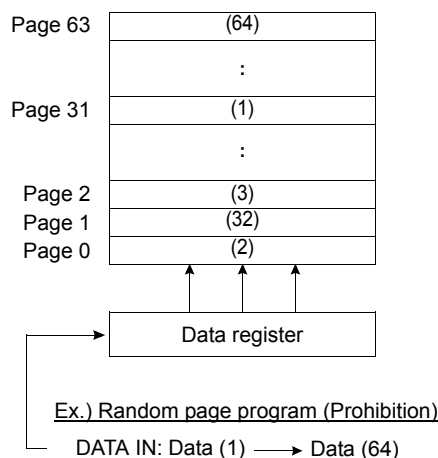 Page 63 (64)
:
Page 31 (1)
:
Page 2 (3)
Page 1 (32)
Page 0 (2)
Data register
Ex.) Random page program (Prohibition)
DATA IN: Data (1) Data (64)